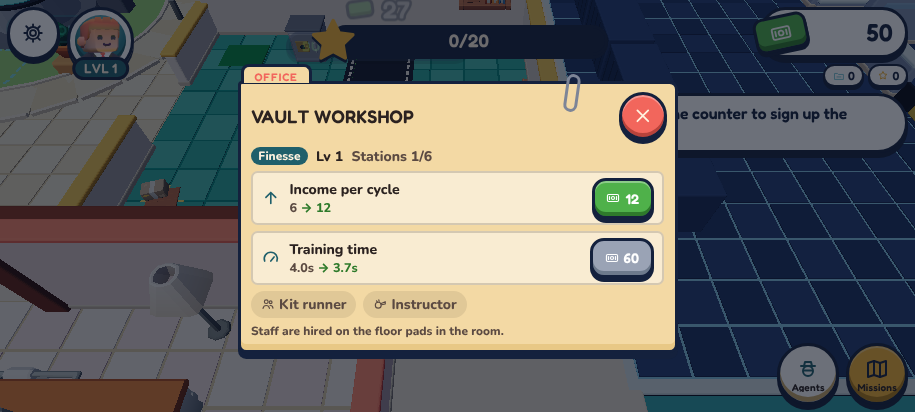 27
0/20
50
LVL 1
0
0
OFFICE
VAULT WORKSHOP
e counter to sign up the
Finesse Lv 1 Stations 1/6
Income per cycle
6 → 12
12
Training time
4.0s → 3.7s
60
Kit runner
Instructor
Staff are hired on the floor pads in the room.
Agents
Missions